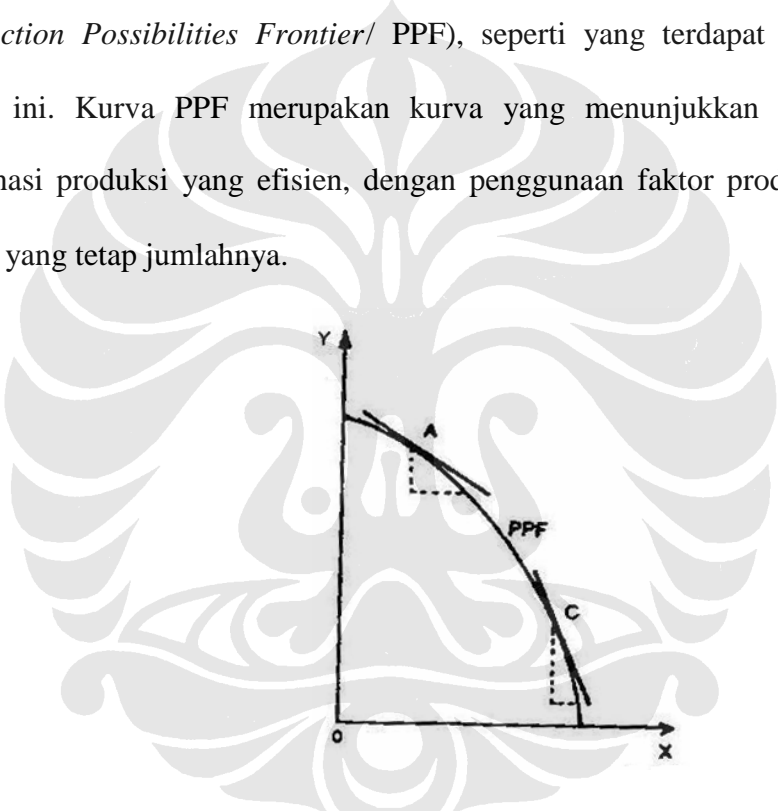 ction Possibilities Frontier/ PPF), seperti yang terdapat
ini. Kurva PPF merupakan kurva yang menunjukkan
nasi produksi yang efisien, dengan penggunaan faktor prod
yang tetap jumlahnya.
Y
A
PPF
C
0
X